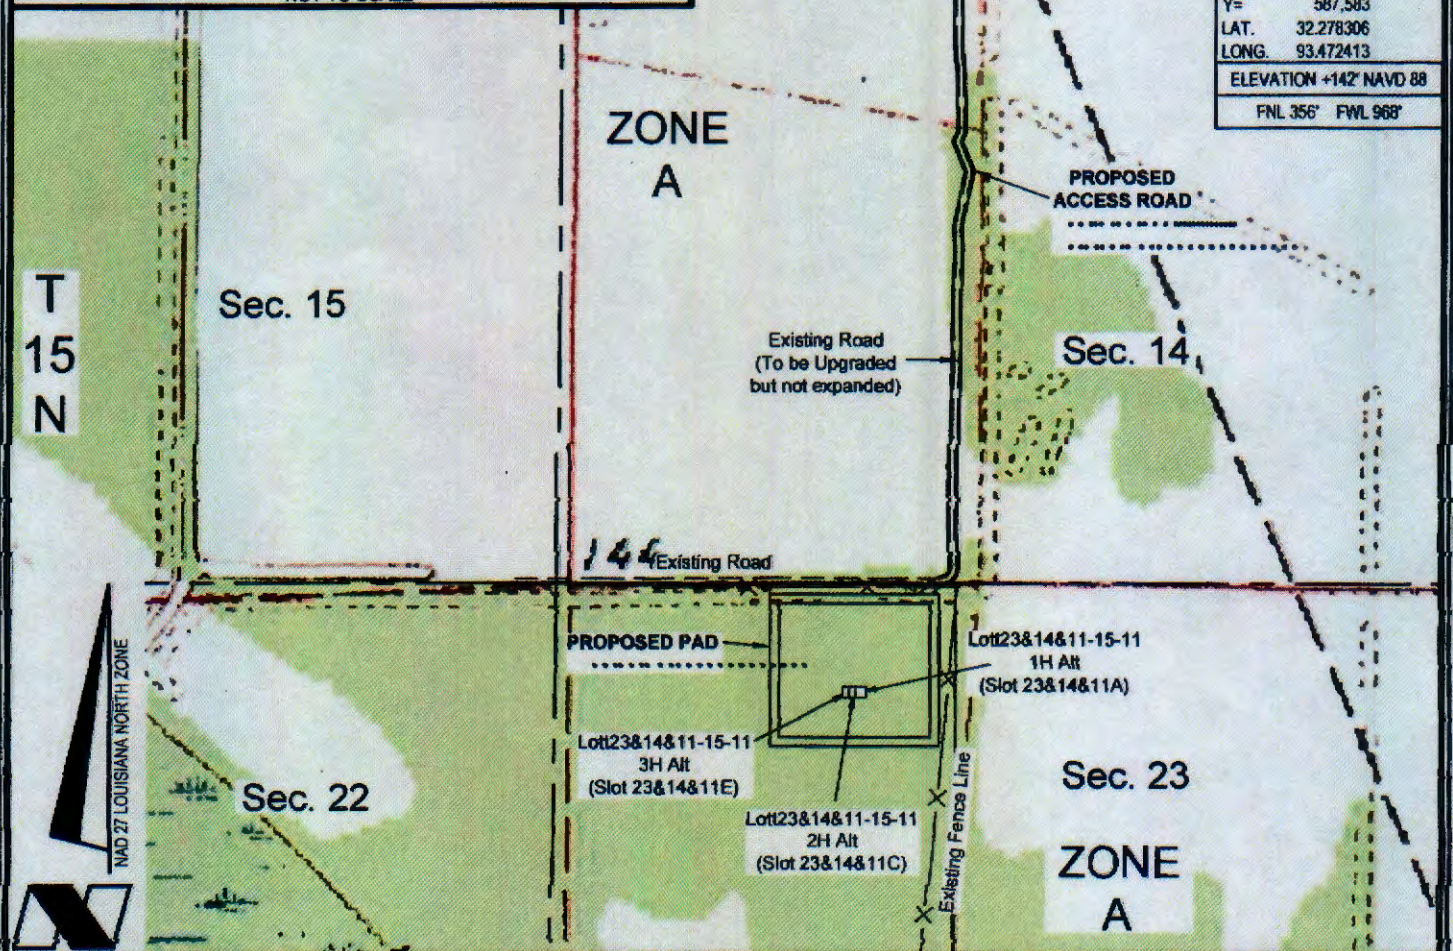 Y= 587,583
LAT. 32.278306
LONG. 93.472413
ELEVATION +142' NAVD 88
FNL 356' FWL 968'
ZONE
A
PROPOSED
ACCESS ROAD
T
15
N
Sec. 15
Existing Road
(To be Upgraded
but not expanded)
Sec. 14
Existing Road
PROPOSED PAD
Lott23&14&11-15-11
1H Alt
(Slot 23&14&11A)
Lott23&14&11-15-11
3H Alt
(Slot 23&14&11E)
Lott23&14&11-15-11
2H Alt
(Slot 23&14&11C)
Existing Fence Line
Sec. 22
Sec. 23
ZONE
A
NAD 27 LOUISIANA NORTH ZONE
N